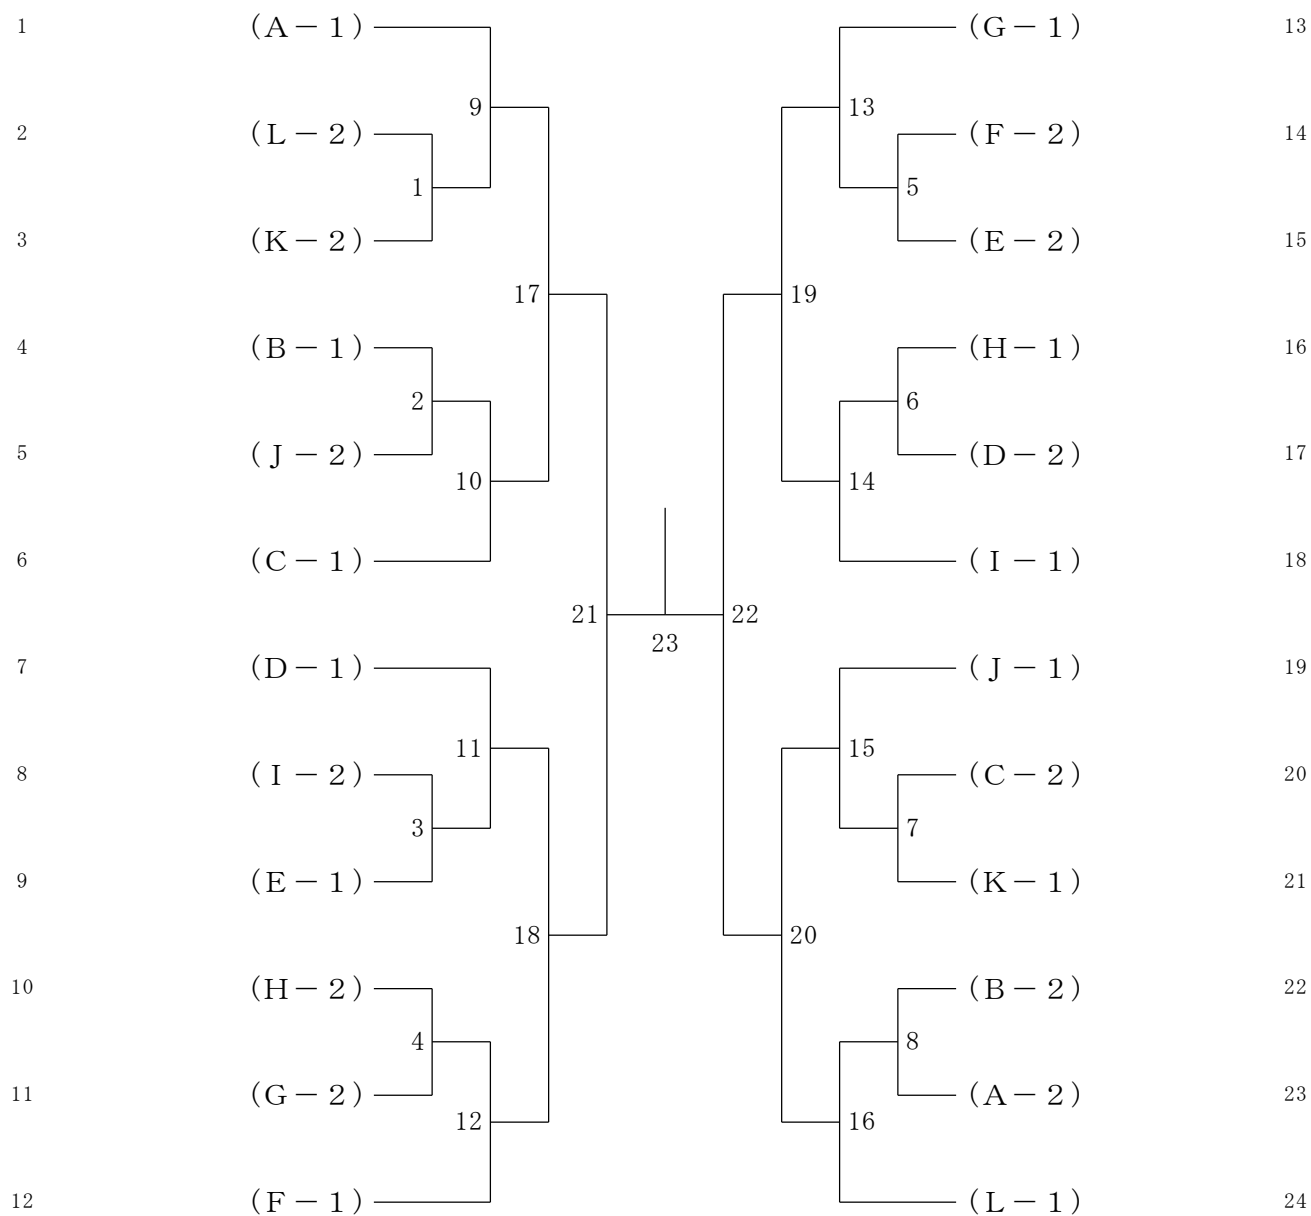 1 (A－1) (G－1) 13
9 13
2 (L－2) (F－2) 14
1 5
3 (K－2) (E－2) 15
17 19
4 (B－1) (H－1) 16
2 6
5 (J－2) (D－2) 17
10 14
6 (C－1) (I－1) 18
21 22
23
7 (D－1) (J－1) 19
11 15
8 (I－2) (C－2) 20
3 7
9 (E－1) (K－1) 21
18 20
10 (H－2) (B－2) 22
4 8
11 (G－2) (A－2) 23
12 16
12 (F－1) (L－1) 24